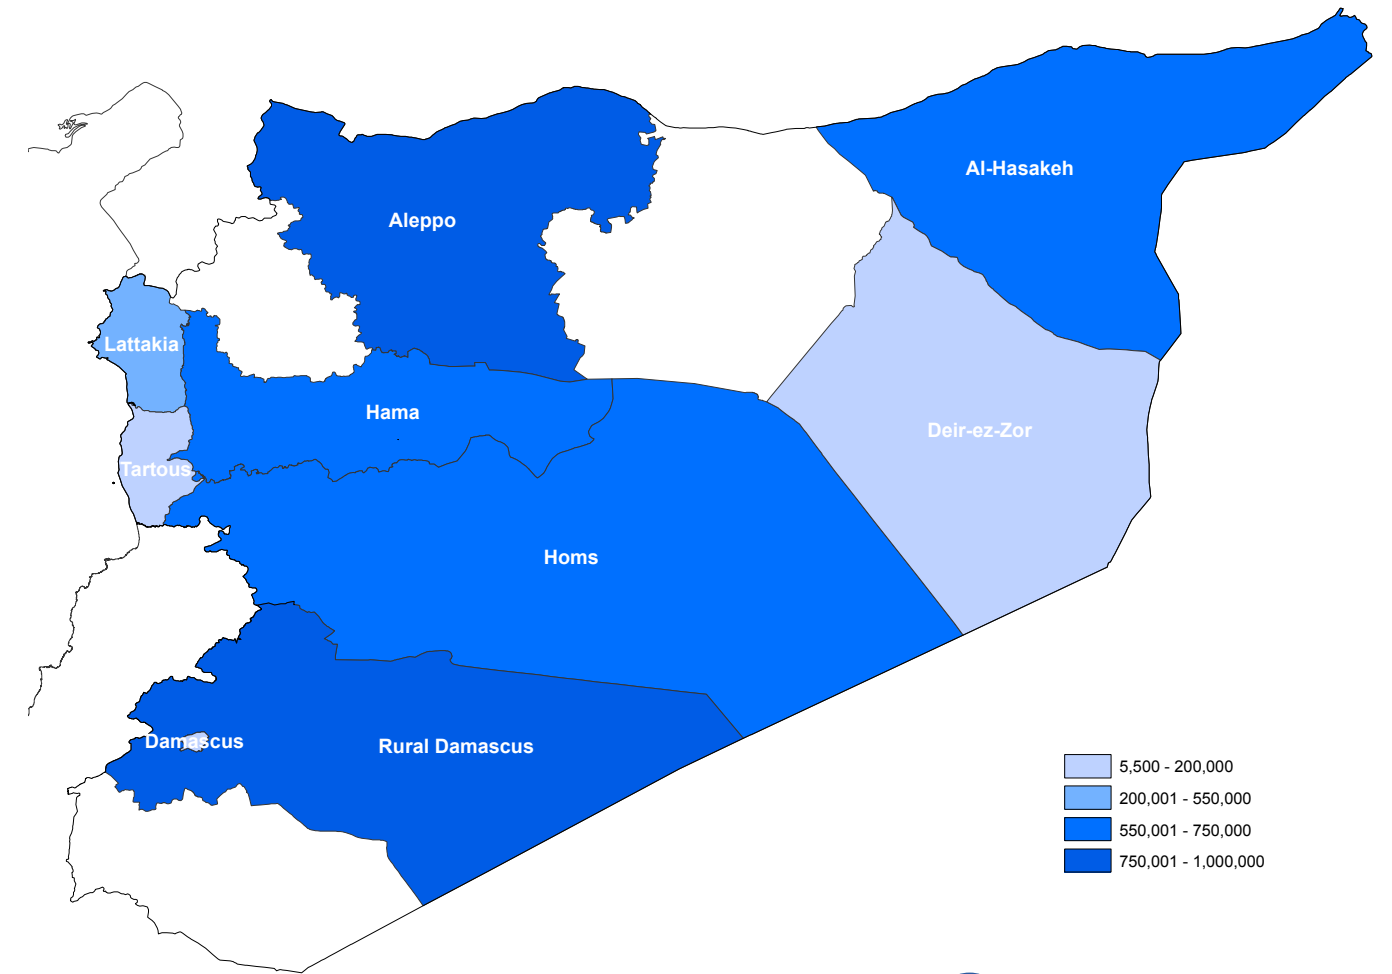 Al-Hasakeh
Aleppo
Lattakia
Hama
Deir-ez-Zor
Tartous
Homs
Damascus
Rural Damascus
5,500 - 200,000
200,001 - 550,000
550,001 - 750,000
750,001 - 1,000,000